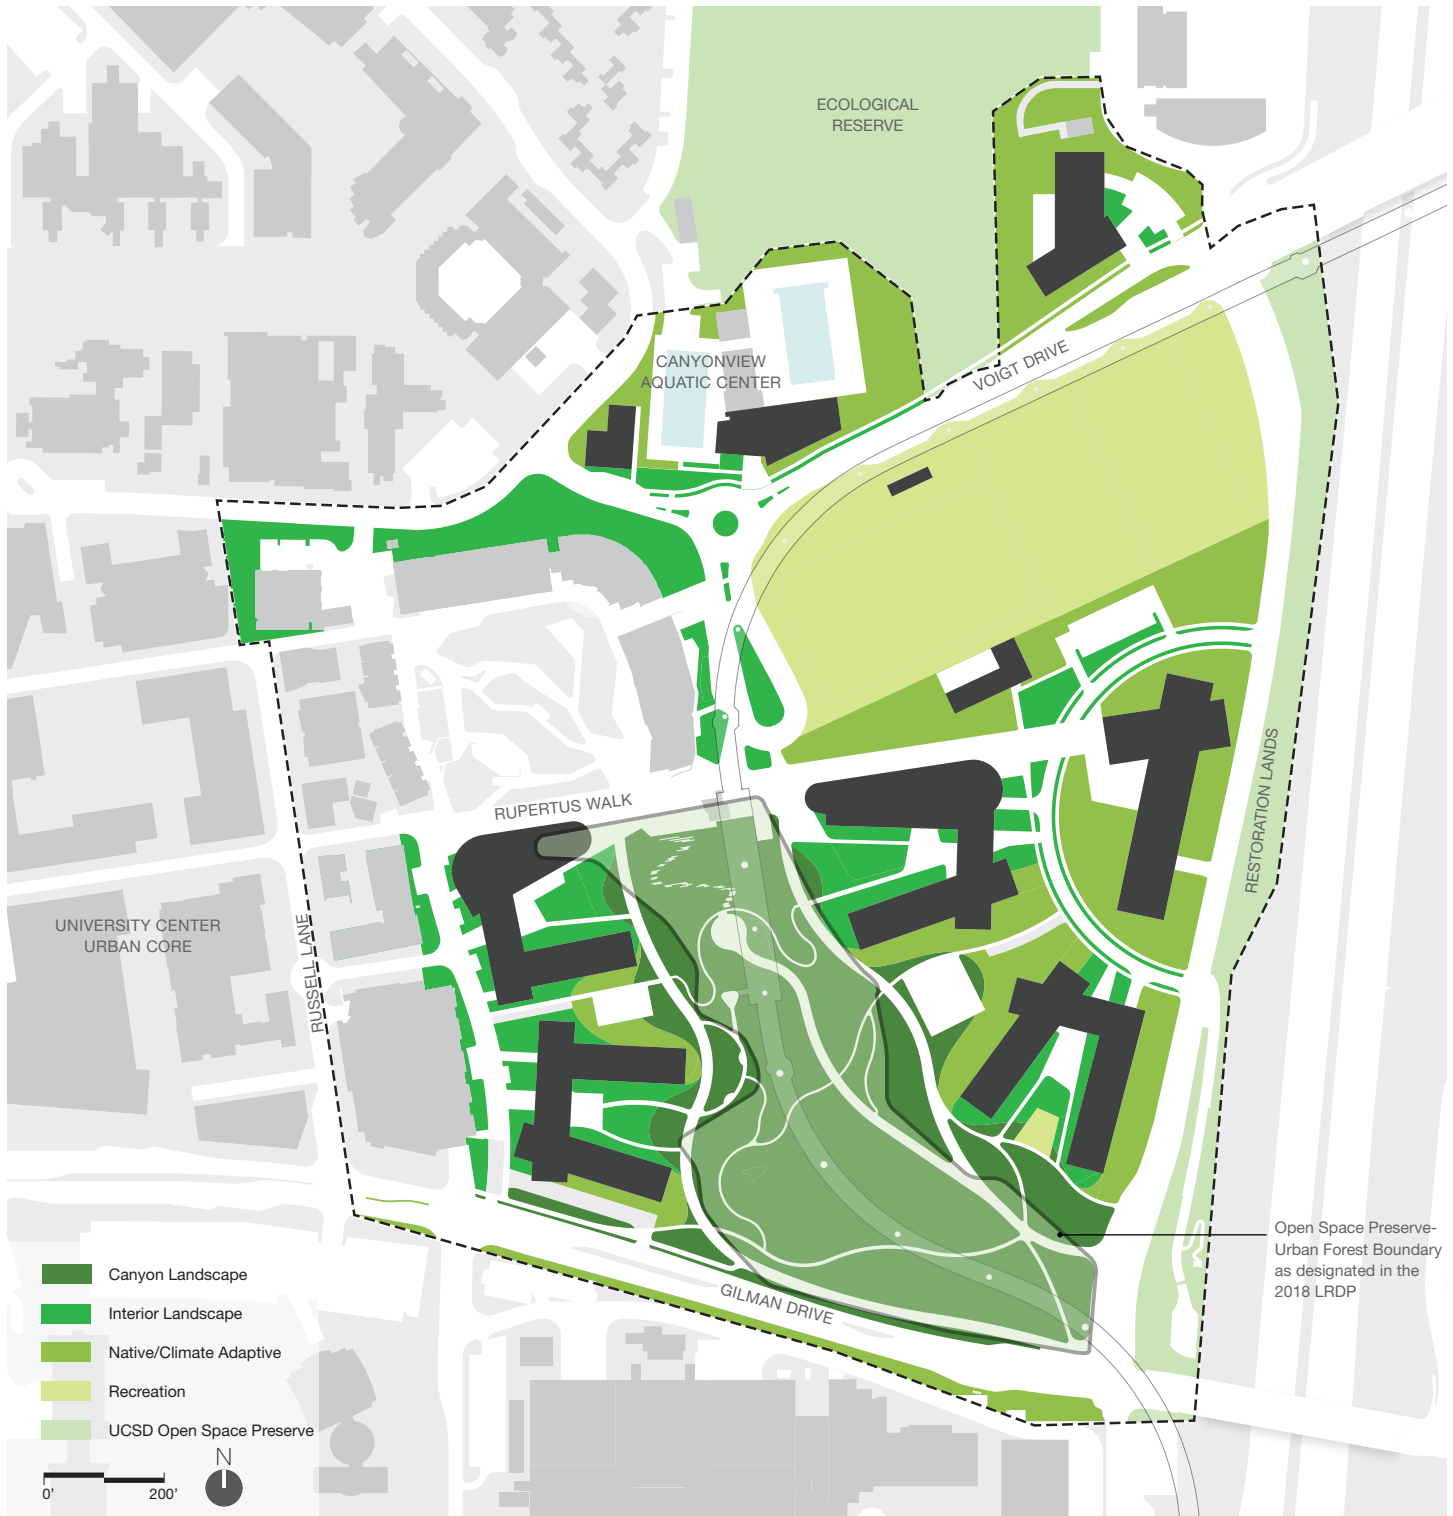 ECOLOGICAL
RESERVE
CANYONVIEW
AQUATIC CENTER
VOIGT DRIVE
RUPERTUS WALK
RESTORATION LANDS
UNIVERSITY CENTER
URBAN CORE
RUSSELL LANE
Open Space Preserve-
Urban Forest Boundary
as designated in the
2018 LRDP
GILMAN DRIVE
Canyon Landscape
Interior Landscape
Native/Climate Adaptive
Recreation
UCSD Open Space Preserve
N
0' 200'